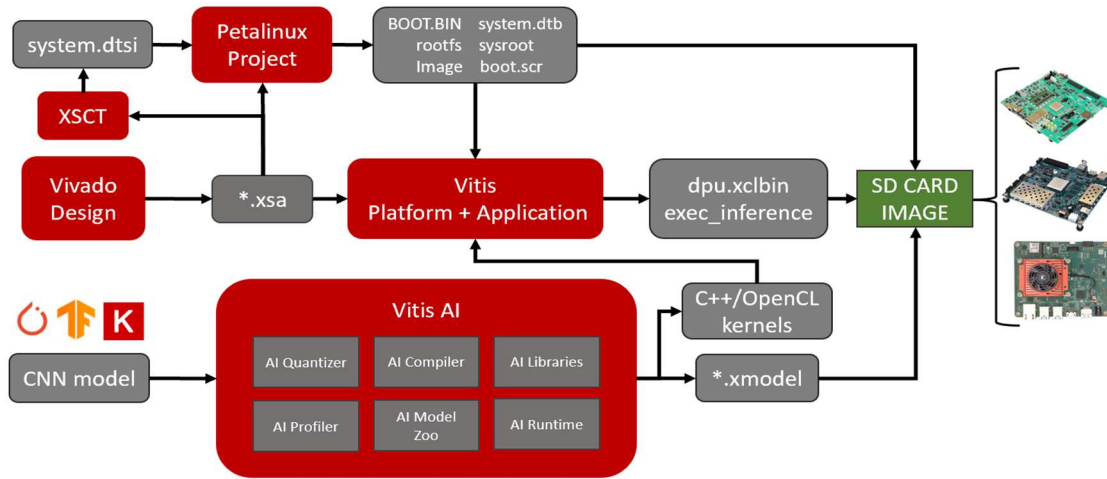 system.dtsi
Petalinux
Project
BOOT.BIN system.dtb
rootfs sysroot
Image boot.scr
XSCT
Vivado
Design
*.xsa
Vitis
Platform + Application
dpu.xclbin
exec_inference
SD CARD
IMAGE
Vitis AI
C++/OpenCL
kernels
K
CNN model
AI Quantizer
AI Compiler
AI Libraries
*.xmodel
AI Profiler
AI Model
Zoo
AI Runtime